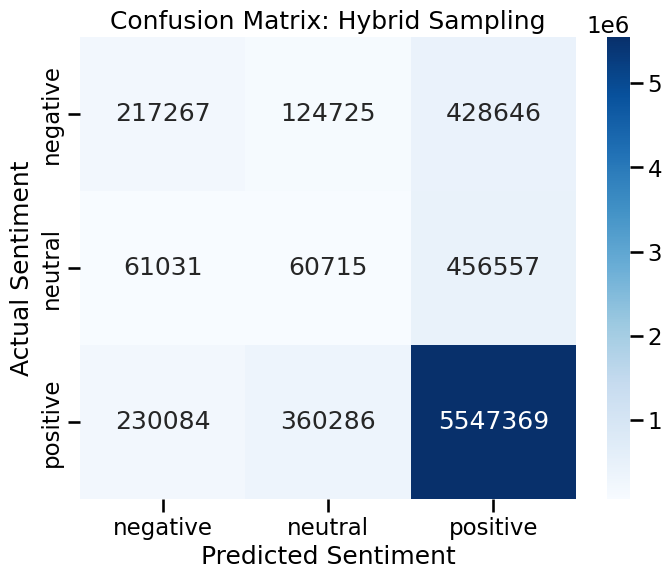 Confusion Matrix: Hybrid Sampling
1e6
Actual Sentiment
negative
217267 124725 428646
neutral
61031 60715 456557
positive
230084 360286 5547369
negative neutral positive
Predicted Sentiment
5
4
3
2
1